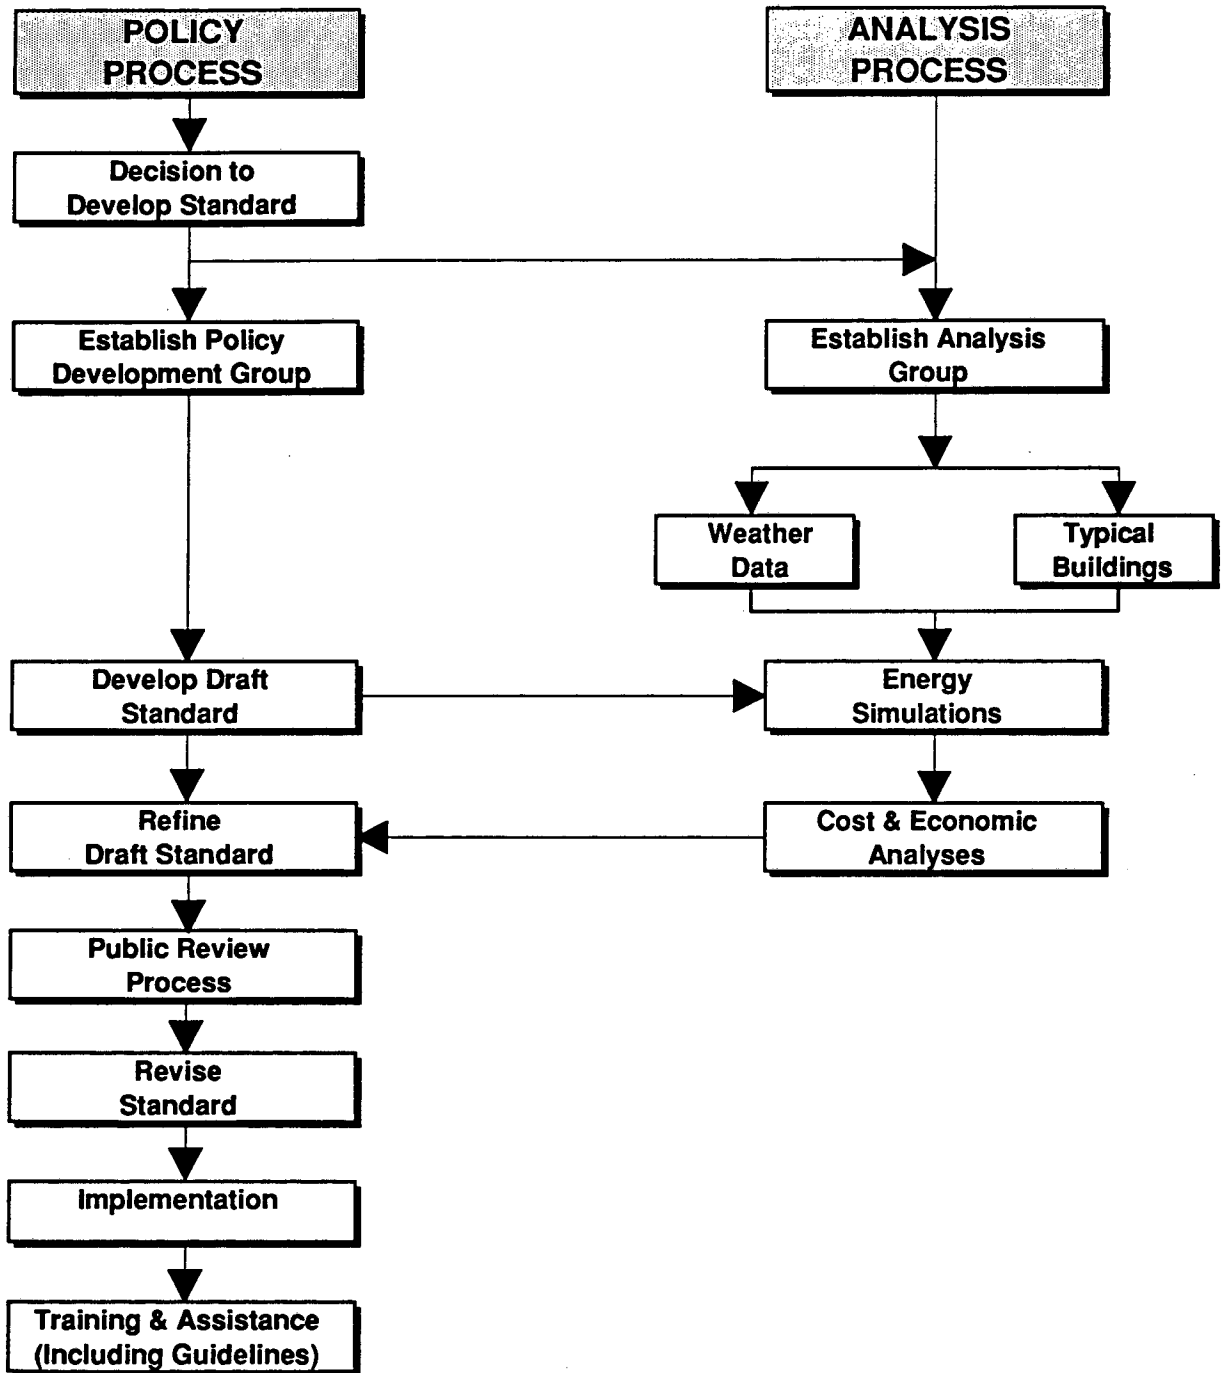 POLICY
PROCESS
ANALYSIS
PROCESS
Decision to
Develop Standard
Establish Policy
Development Group
Establish Analysis
Group
Weather
Data
Typical
Buildings
Develop Draft
Standard
Energy
Simulations
Refine
Draft Standard
Cost & Economic
Analyses
Public Review
Process
Revise
Standard
Implementation
Training & Assistance
(Including Guidelines)